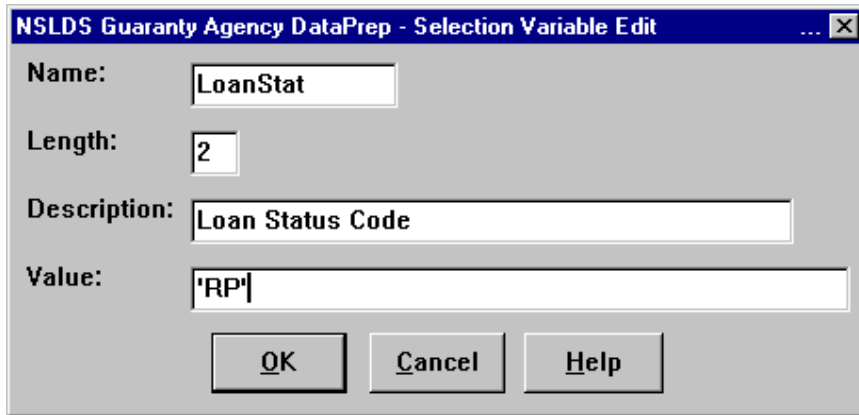 NSLDS Guaranty Agency DataPrep - Selection Variable Edit ...
Name: LoanStat
Length: 2
Description: Loan Status Code
Value: 'RP'
OK Cancel Help